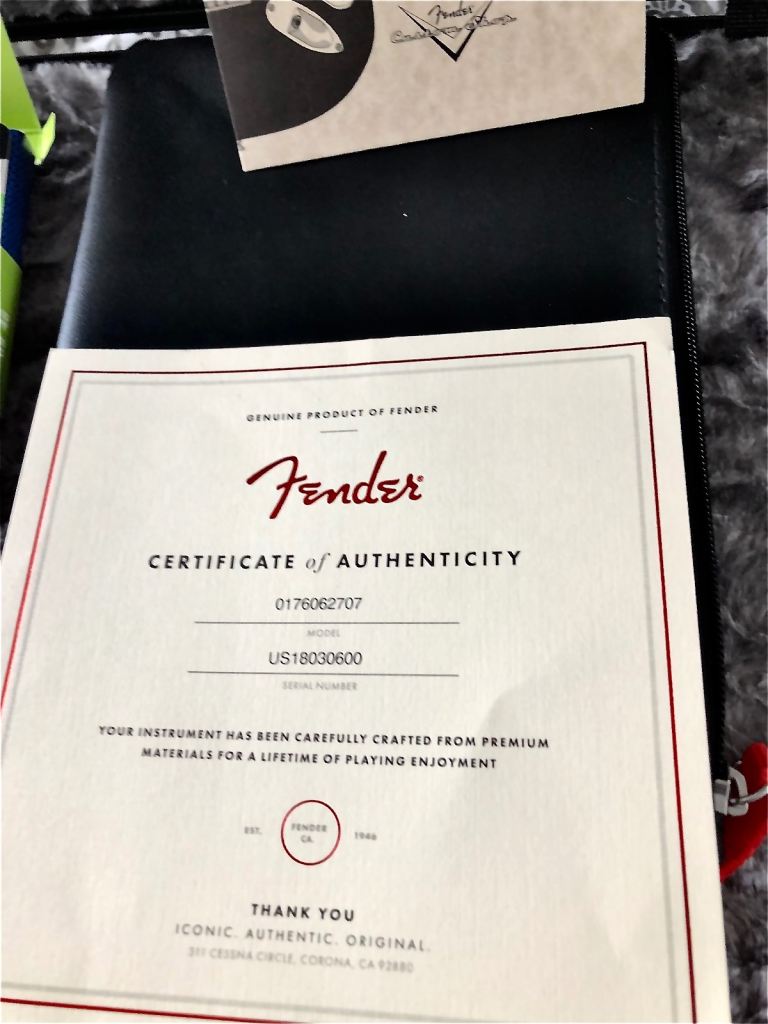 Fender
Custom Shop
GENUINE PRODUCT OF FENDER
Fender®
CERTIFICATE of AUTHENTICITY
0176062707
MODEL
US18030600
SERIAL NUMBER
YOUR INSTRUMENT HAS BEEN CAREFULLY CRAFTED FROM PREMIUM
MATERIALS FOR A LIFETIME OF PLAYING ENJOYMENT
EST. FENDER CA. 1946
THANK YOU
ICONIC. AUTHENTIC. ORIGINAL.
311 CESSNA CIRCLE, CORONA, CA 92880